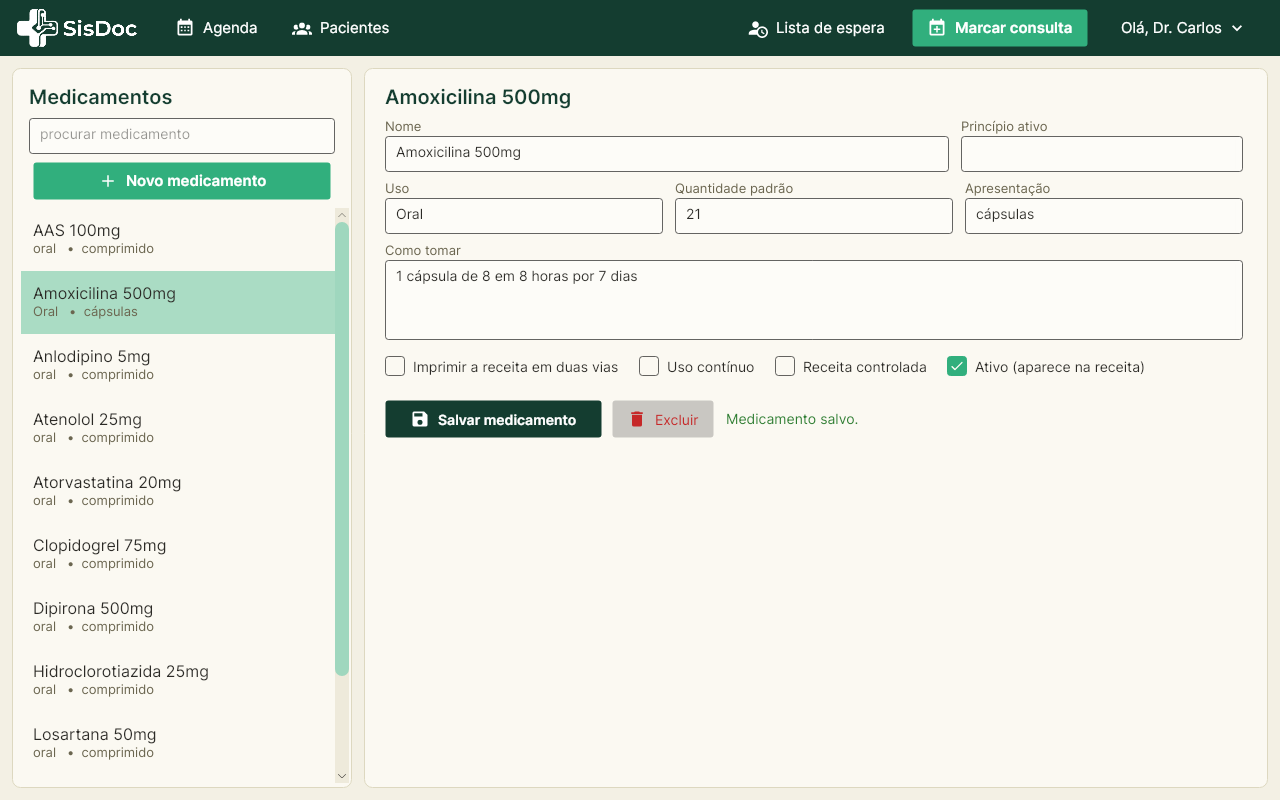 SisDoc
Agenda
Pacientes
Lista de espera
Marcar consulta
Olá, Dr. Carlos
Medicamentos
procurar medicamento
Novo medicamento
AAS 100mg
oral • comprimido
Amoxicilina 500mg
Oral • cápsulas
Anlodipino 5mg
oral • comprimido
Atenolol 25mg
oral • comprimido
Atorvastatina 20mg
oral • comprimido
Clopidogrel 75mg
oral • comprimido
Dipirona 500mg
oral • comprimido
Hidroclorotiazida 25mg
oral • comprimido
Losartana 50mg
oral • comprimido
Amoxicilina 500mg
Nome
Princípio ativo
Amoxicilina 500mg
Uso
Quantidade padrão
Apresentação
Oral
21
cápsulas
Como tomar
1 cápsula de 8 em 8 horas por 7 dias
Imprimir a receita em duas vias
Uso contínuo
Receita controlada
Ativo (aparece na receita)
Salvar medicamento
Excluir
Medicamento salvo.